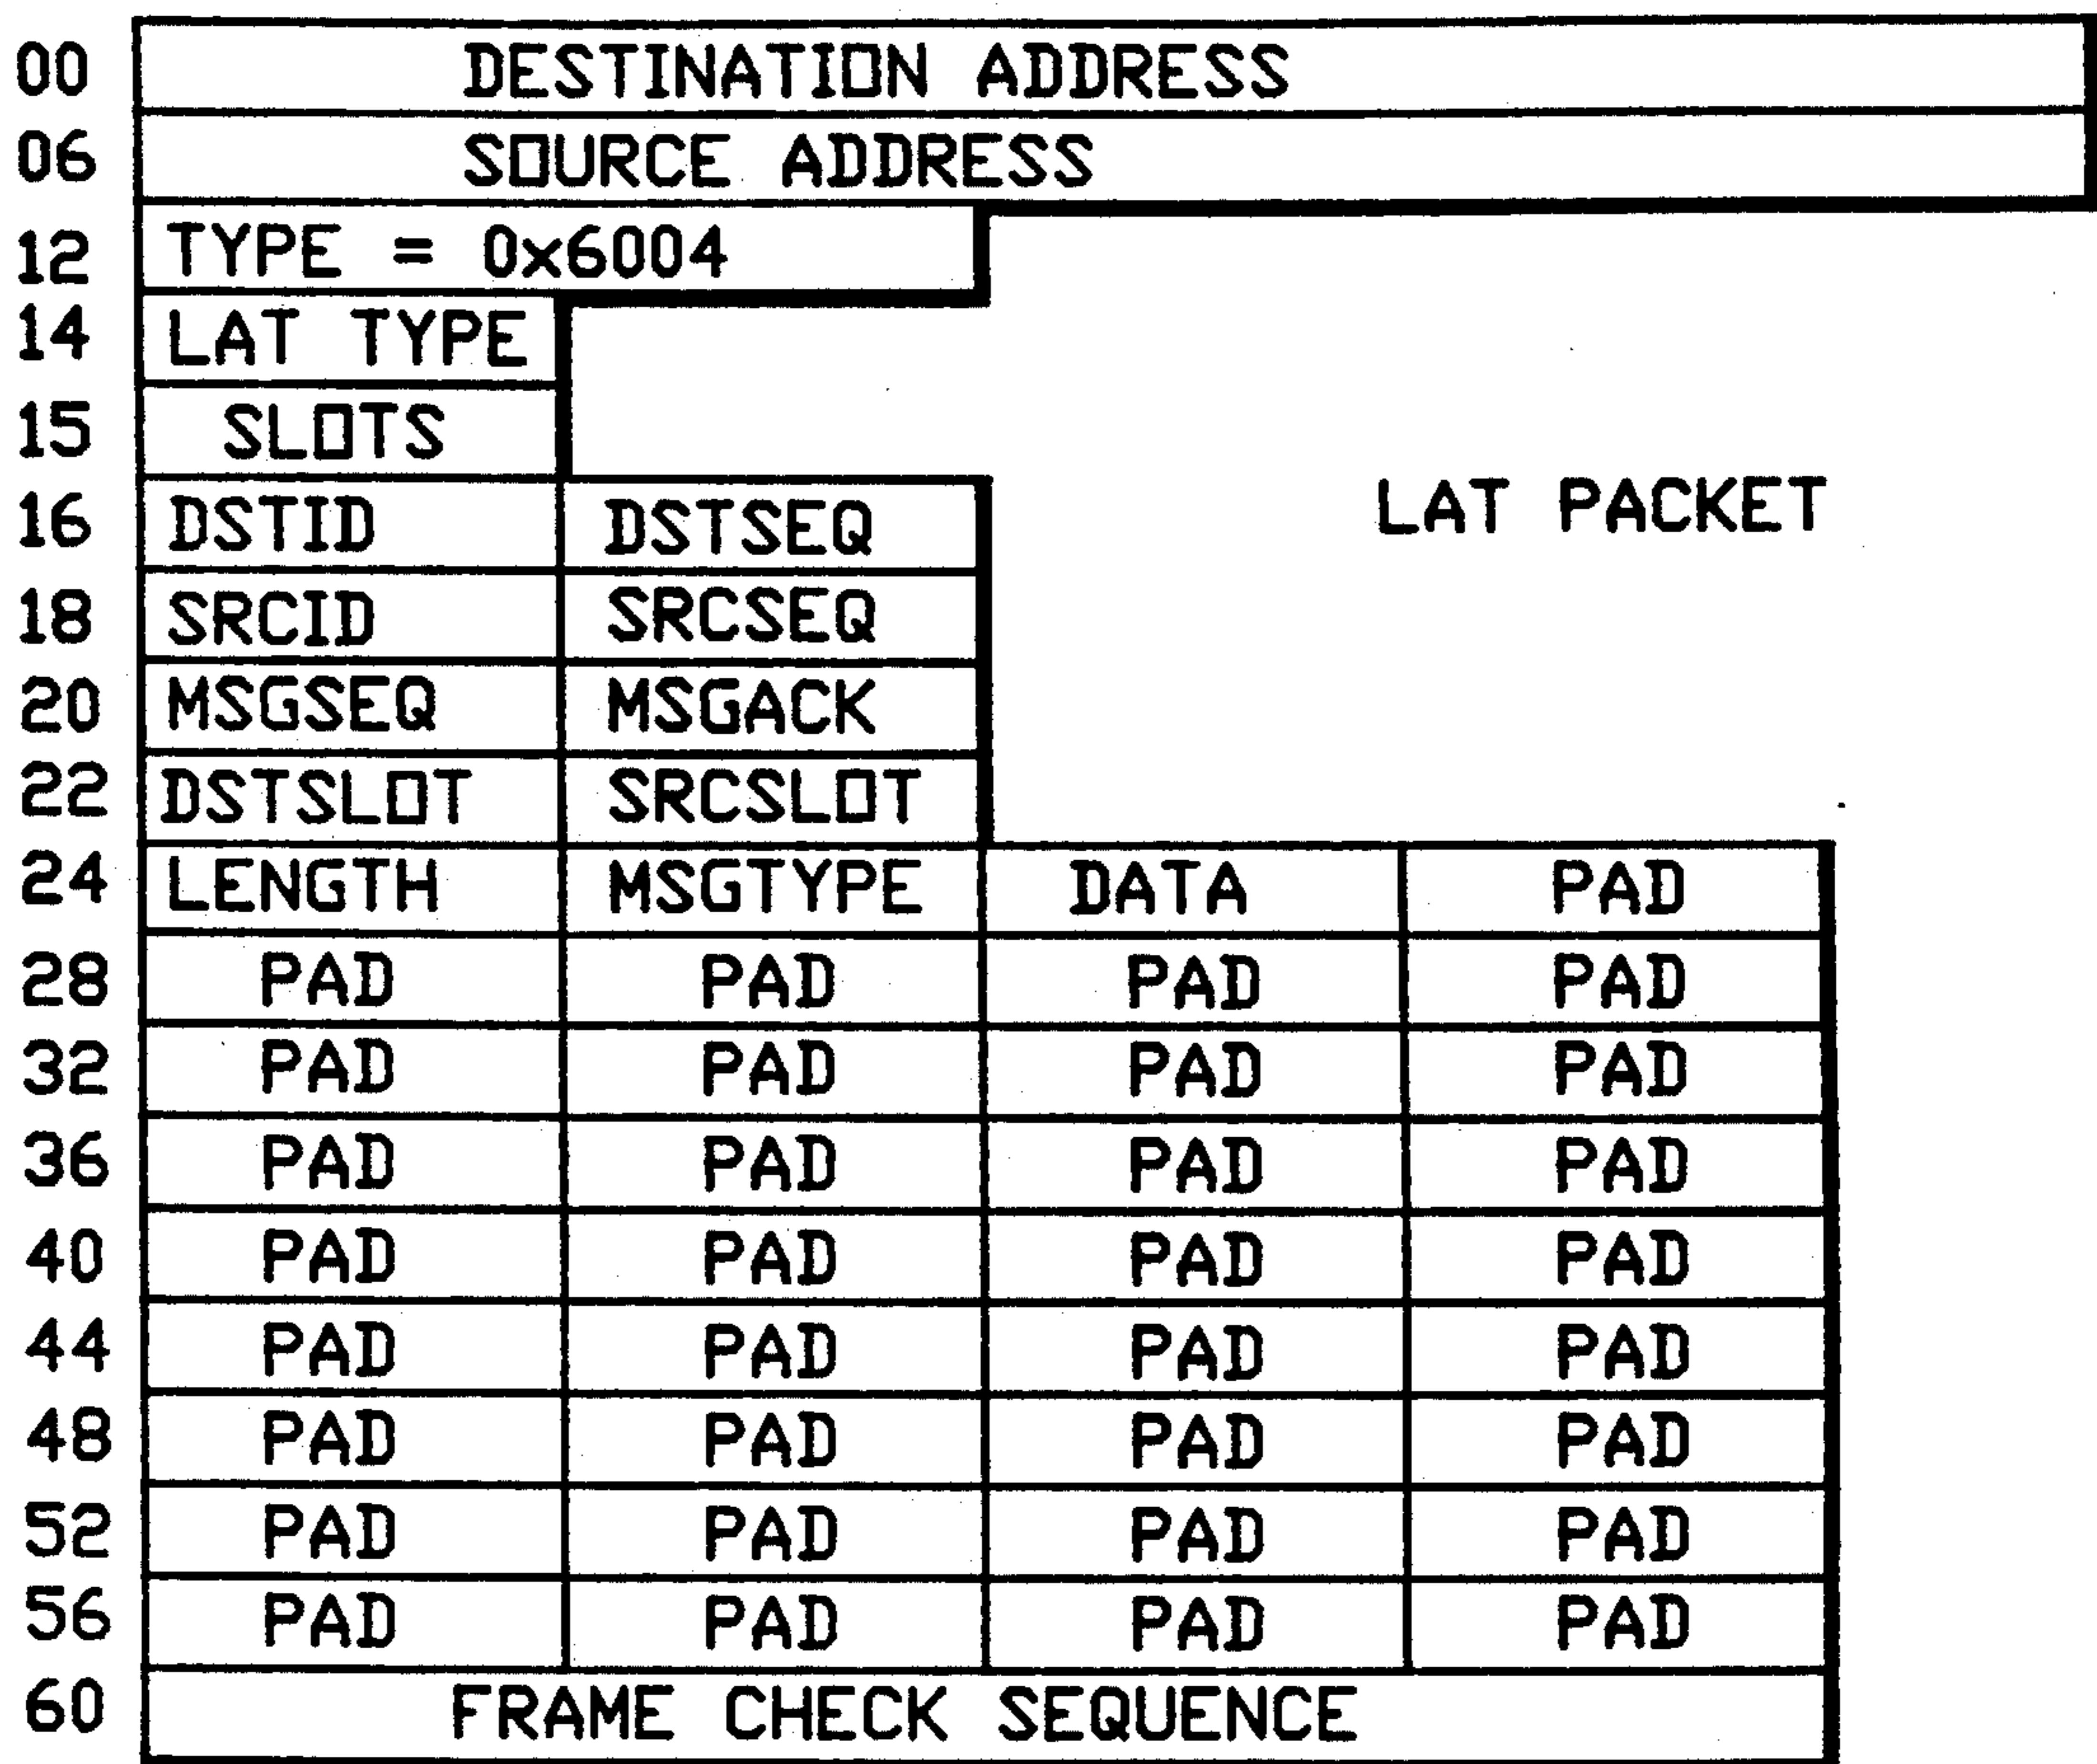 00 DESTINATION ADDRESS
06 SOURCE ADDRESS
12 TYPE = 0x6004
14 LAT TYPE
15 SLOTS
16 DSTID DSTSEQ LAT PACKET
18 SRCID SRCSEQ
20 MSGSEQ MSGACK
22 DSTSLOT SRCSLOT
24 LENGTH MSGTYPE DATA PAD
28 PAD PAD PAD PAD
32 PAD PAD PAD PAD
36 PAD PAD PAD PAD
40 PAD PAD PAD PAD
44 PAD PAD PAD PAD
48 PAD PAD PAD PAD
52 PAD PAD PAD PAD
56 PAD PAD PAD PAD
60 FRAME CHECK SEQUENCE